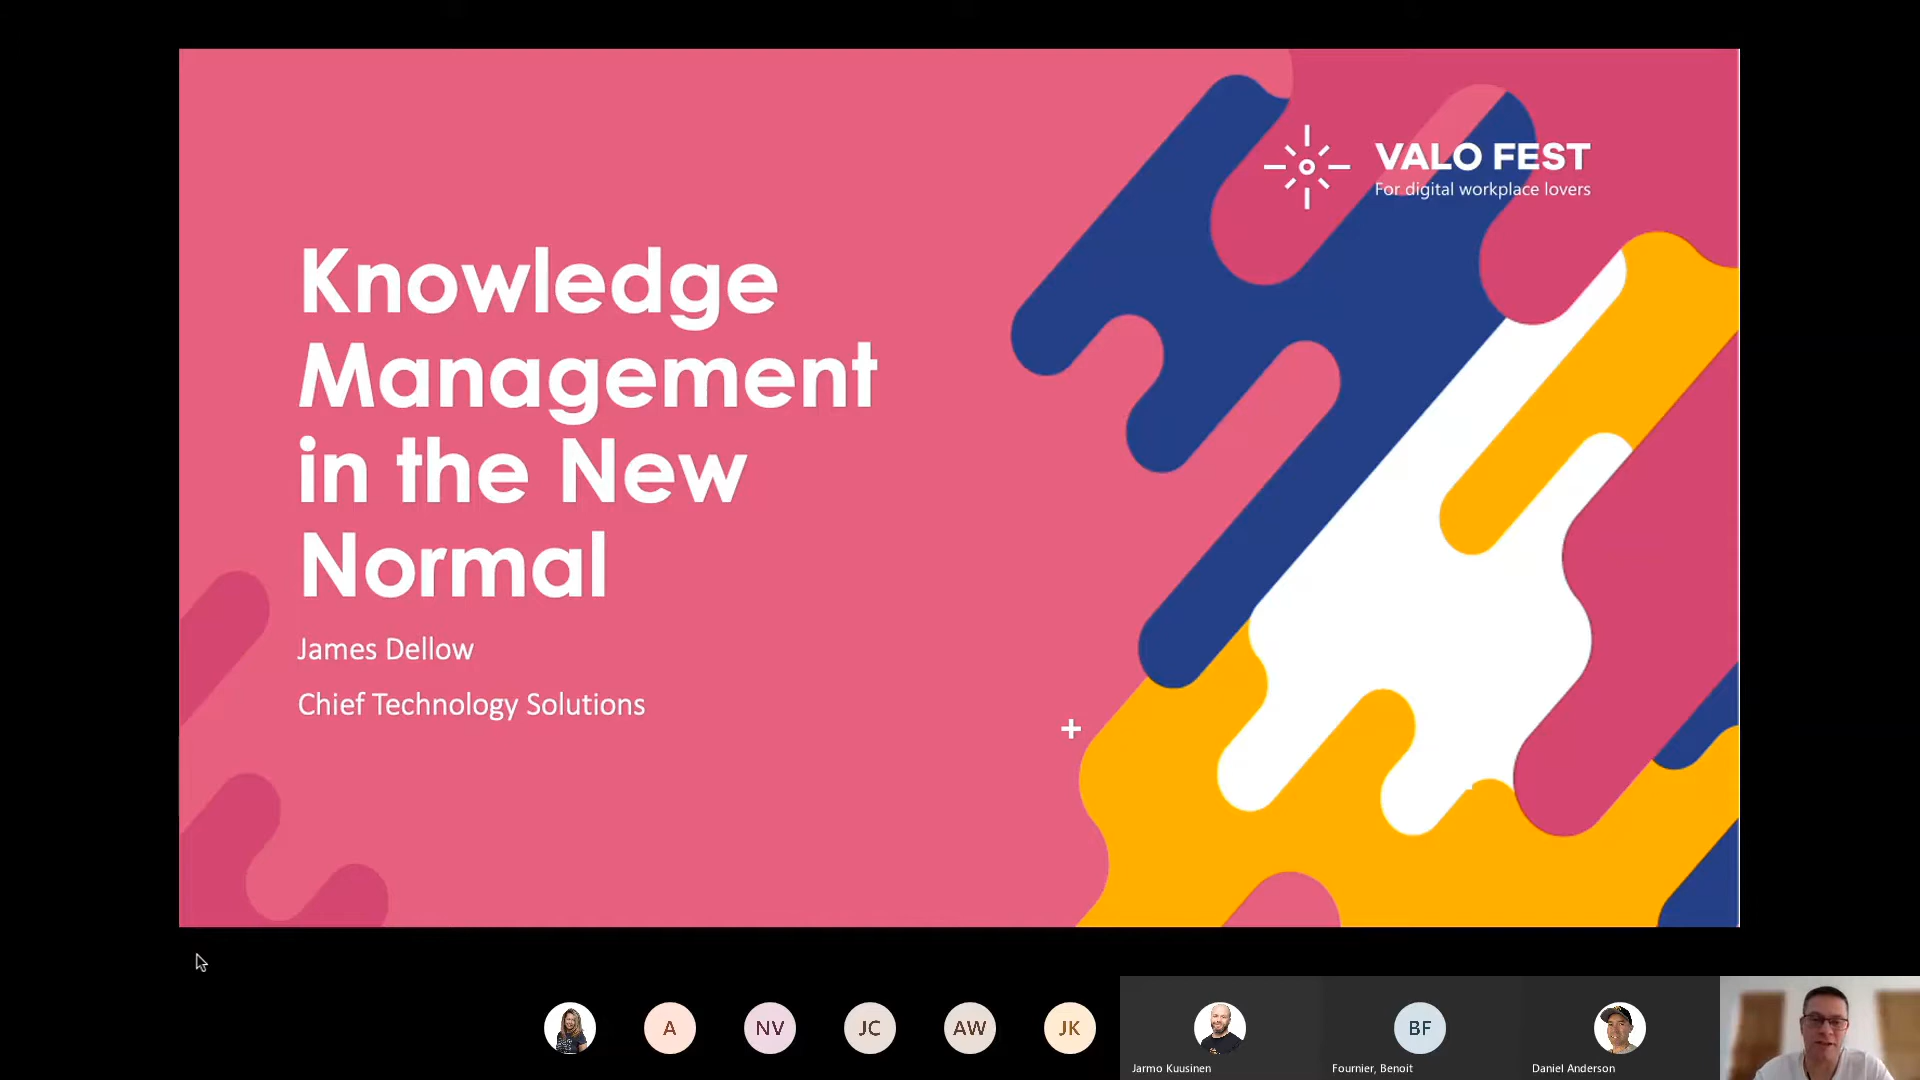 VALO FEST
For digital workplace lovers
Knowledge
Management
in the New
Normal
James Dellow
Chief Technology Solutions
A
NV
JC
AW
JK
BF
Jarmo Kuusinen
Fournier, Benoit
Daniel Anderson